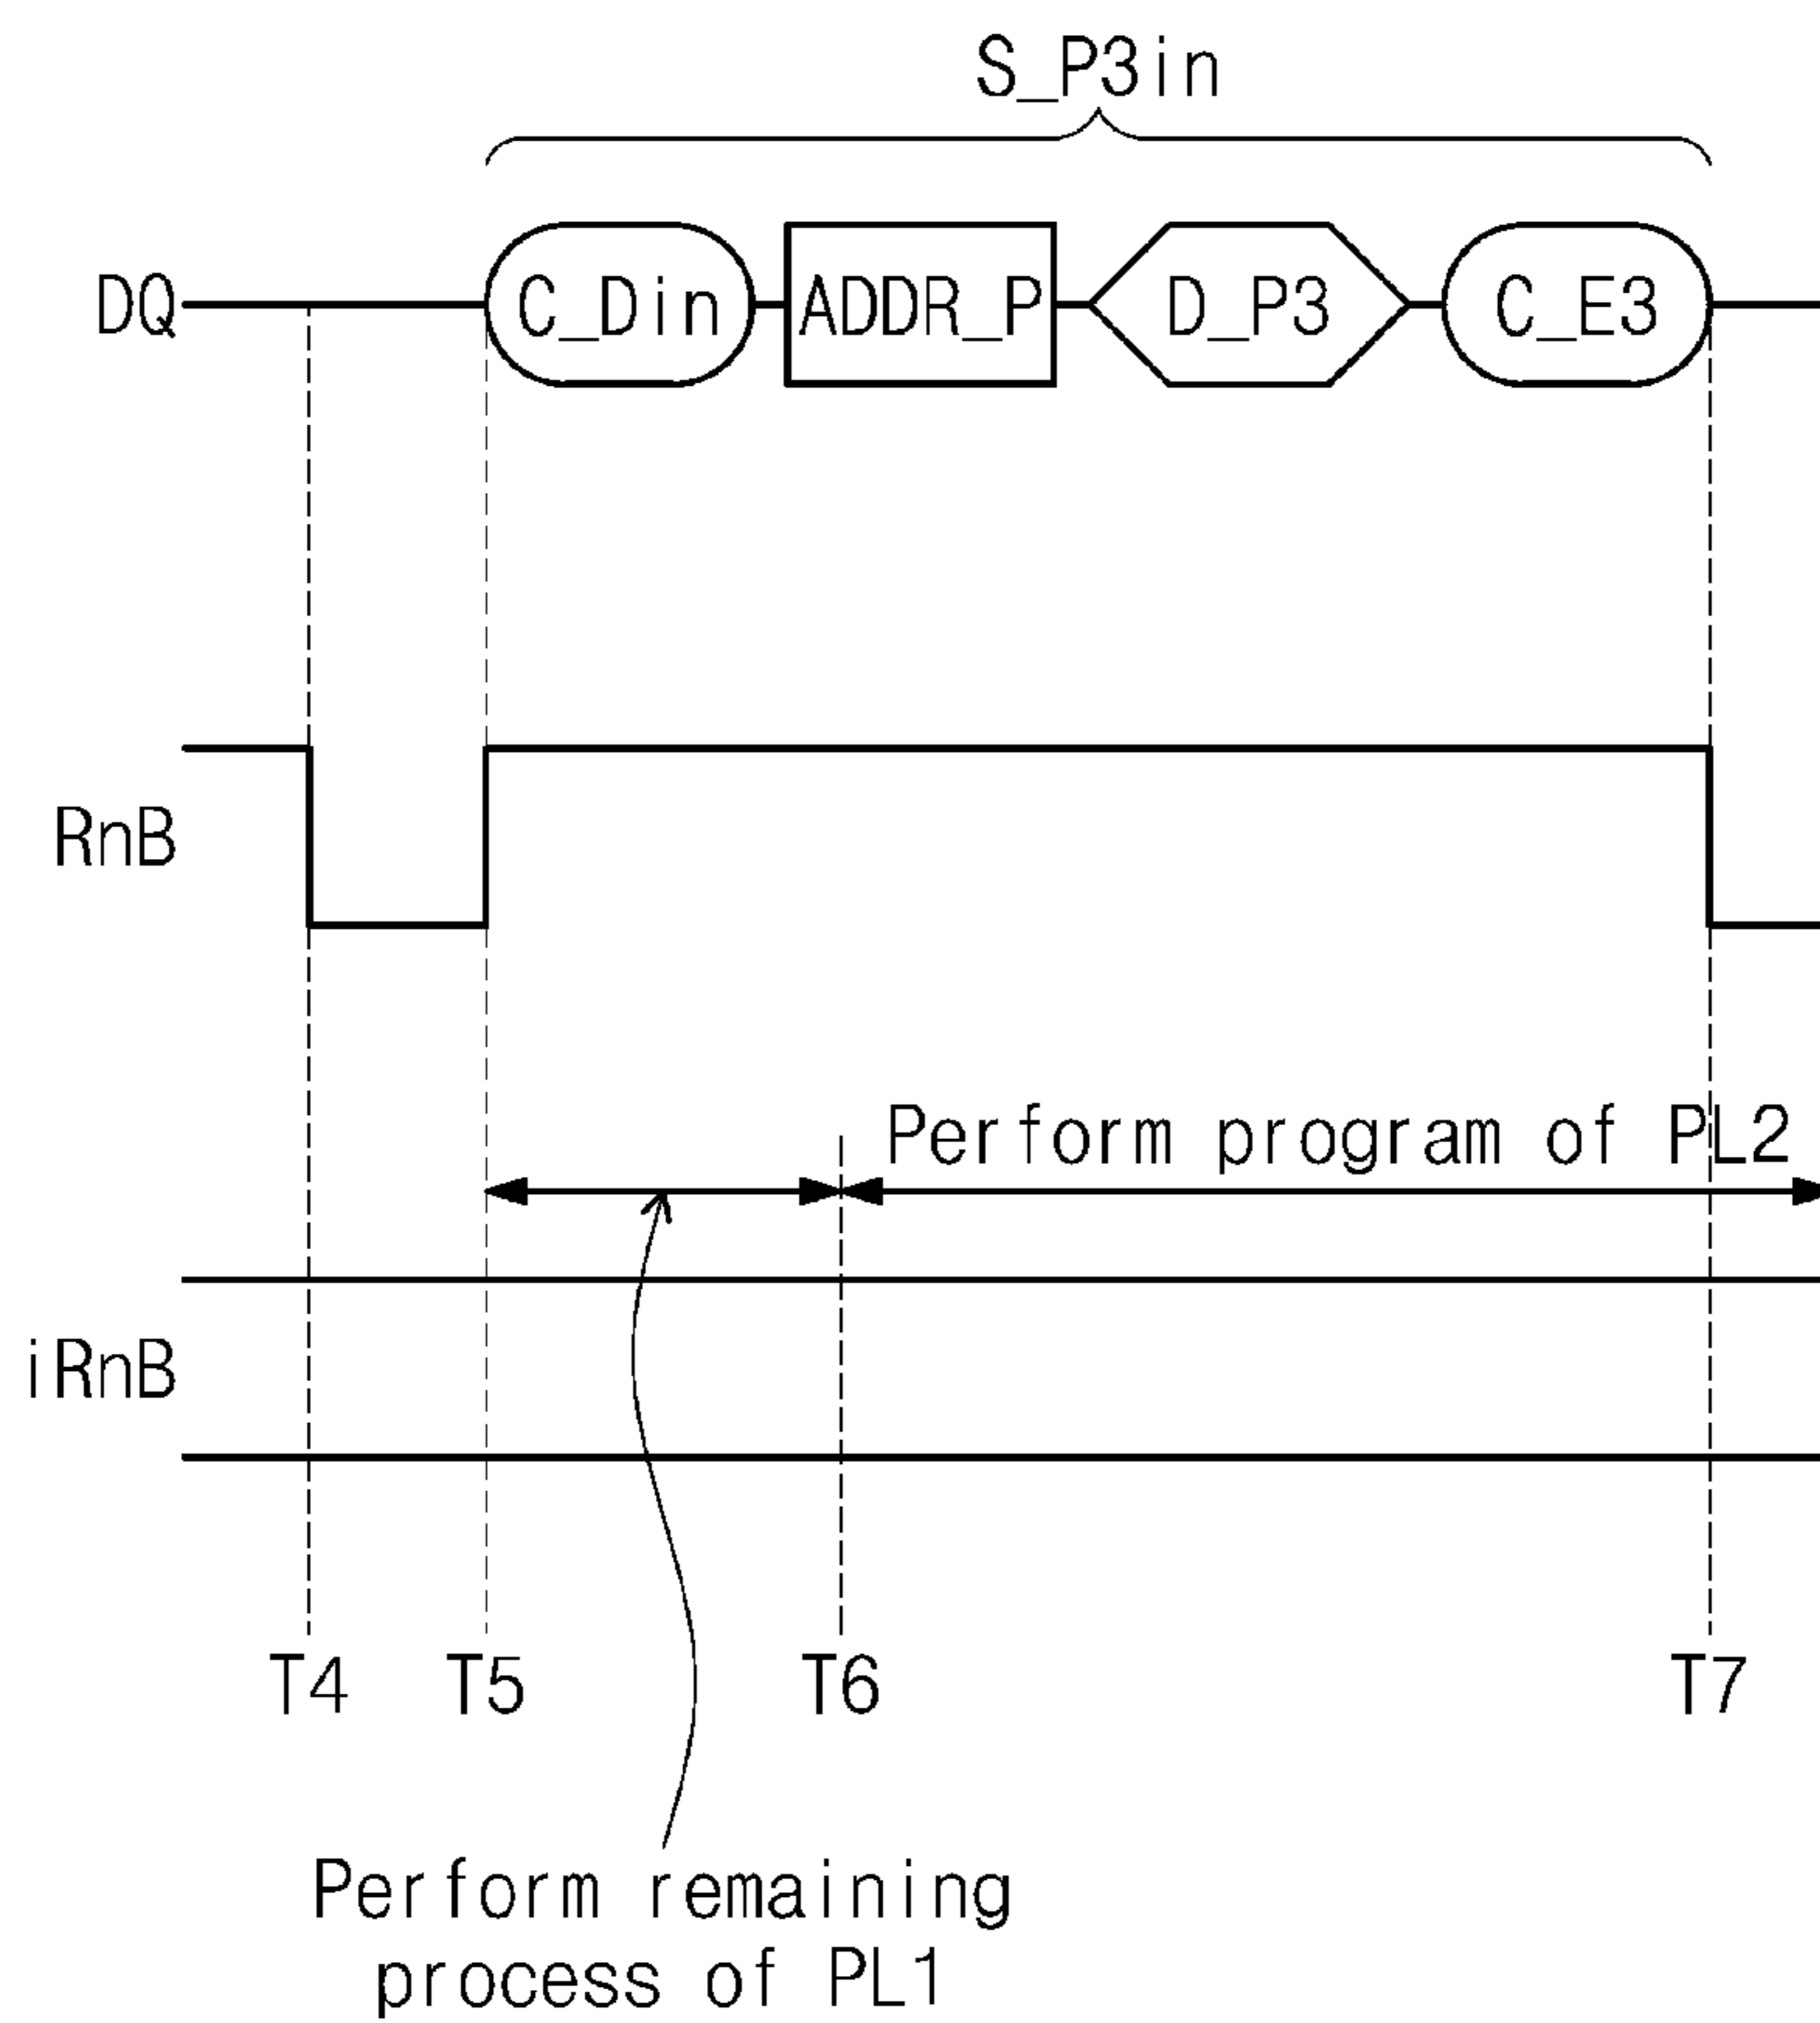 S_P3in
DQ
C_Din
ADDR_P
D_P3
C_E3
RnB
Perform program of PL2
iRnB
T4
T5
T6
T7
Perform remaining
process of PL1